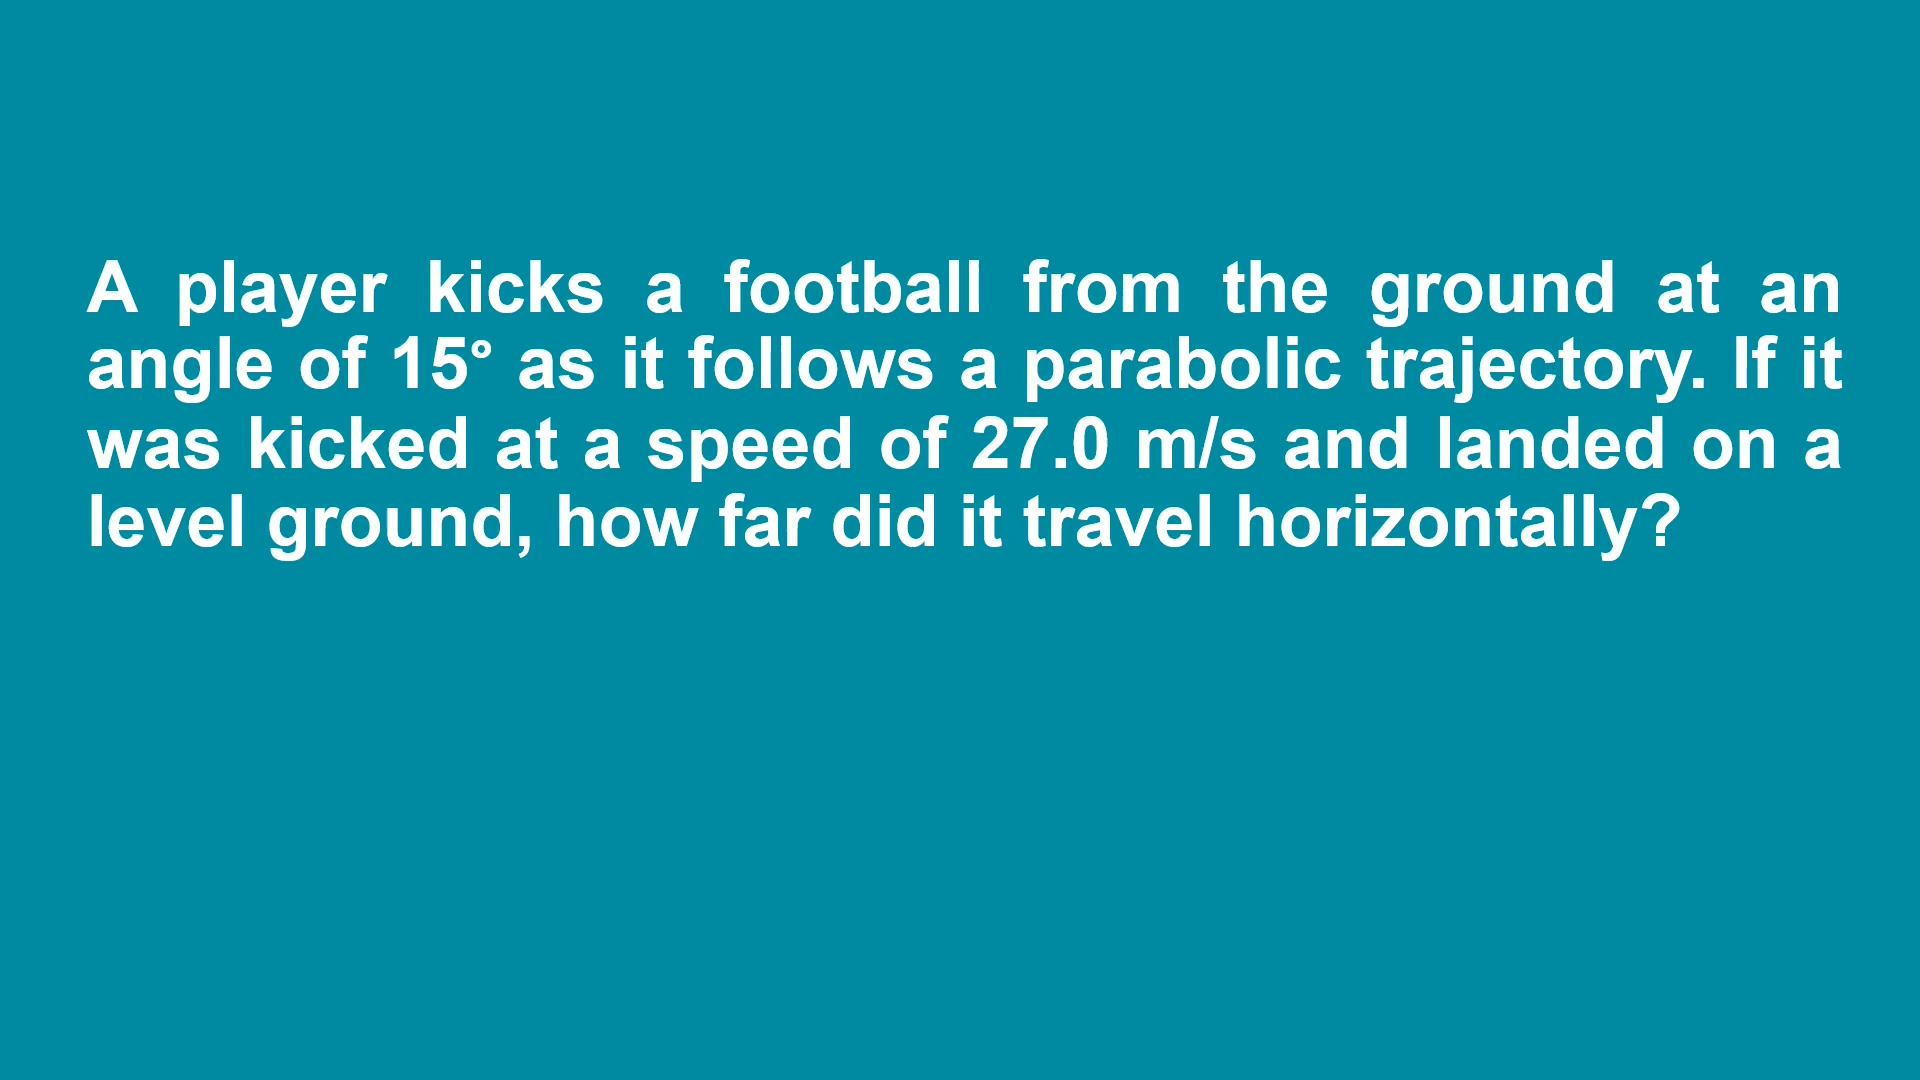 A player kicks a football from the ground at an
angle of 15° as it follows a parabolic trajectory. If it
was kicked at a speed of 27.0 m/s and landed on a
level ground, how far did it travel horizontally?